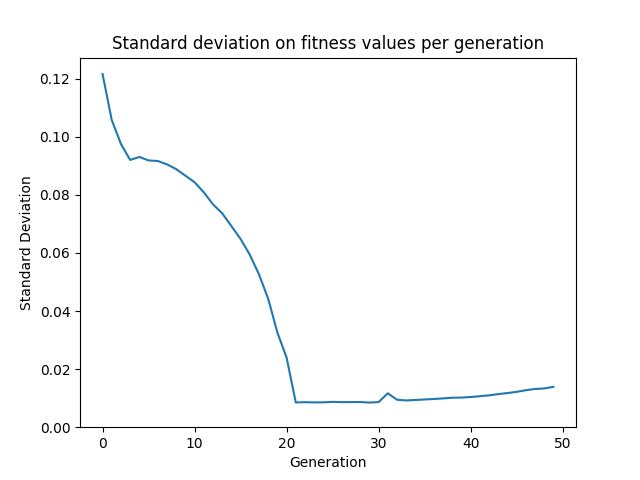 Standard deviation on fitness values per generation
0.12
0.10
0.08
0.06
0.04
0.02
0.00
Standard Deviation
0 10 20 30 40 50
Generation